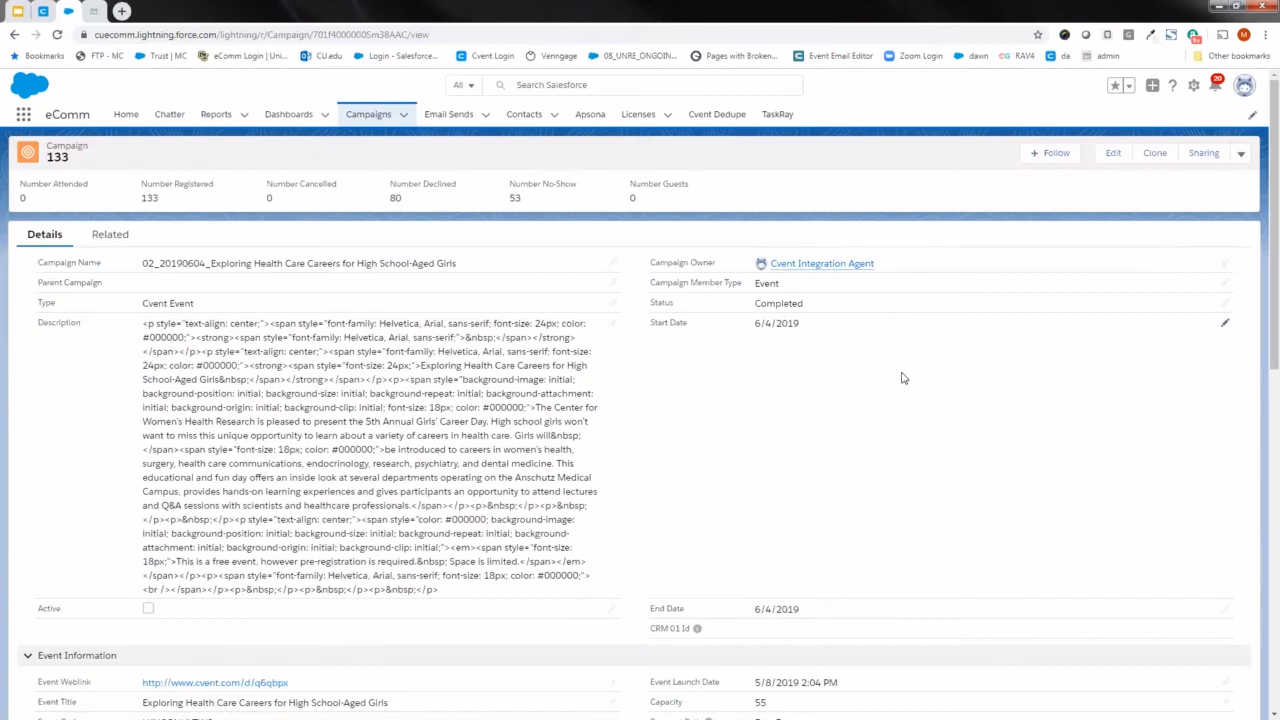 cuecomm.lightning.force.com/lightning/r/Campaign/701f4000000Sm38AAC/view
Bookmarks FTP - MC Trust | MC eComm Login | Uni... CU.edu Login - Salesforce... Cvent Login Venngage 08_UNRE_ONGOIN... Pages with Broken... Event Email Editor Zoom Login dawn RAV4 da admin Other bookmarks
All Search Salesforce 20
eComm Home Chatter Reports Dashboards Campaigns Email Sends Contacts Apsona Licenses Cvent Dedupe TaskRay
Campaign
133
+ Follow Edit Clone Sharing
Number Attended Number Registered Number Cancelled Number Declined Number No-Show Number Guests
0 133 0 80 53 0
Details Related
Campaign Name 02_20190604_Exploring Health Care Careers for High School-Aged Girls Campaign Owner Cvent Integration Agent
Parent Campaign Campaign Member Type Event
Type Cvent Event Status Completed
Description <p style="text-align: center;"><span style="font-family: Helvetica, Arial, sans-serif; font-size: 24px; color: Start Date 6/4/2019
#000000;"><strong><span style="font-family: Helvetica, Arial, sans-serif;">&nbsp;</span></strong>
</span></p><p style="text-align: center;"><span style="font-family: Helvetica, Arial, sans-serif; font-size:
24px; color: #000000;"><strong><span style="font-size: 24px;">Exploring Health Care Careers for High
School-Aged Girls&nbsp;</span></strong></span></p><p><span style="background-image: initial;
background-position: initial; background-size: initial; background-repeat: initial; background-attachment:
initial; background-origin: initial; background-clip: initial; font-size: 18px; color: #000000;">The Center for
Women's Health Research is pleased to present the 5th Annual Girls' Career Day. High school girls won't
want to miss this unique opportunity to learn about a variety of careers in health care. Girls will&nbsp;
</span><span style="font-size: 18px; color: #000000;">be introduced to careers in women's health,
surgery, health care communications, endocrinology, research, psychiatry, and dental medicine. This
educational and fun day offers an inside look at several departments operating on the Anschutz Medical
Campus, provides hands-on learning experiences and gives participants an opportunity to attend lectures
and Q&A sessions with scientists and healthcare professionals.</span></p><p>&nbsp;</p><p>&nbsp;
</p><p>&nbsp;</p><p style="text-align: center;"><span style="color: #000000; background-image:
initial; background-position: initial; background-size: initial; background-repeat: initial; background-
attachment: initial; background-origin: initial; background-clip: initial;"><em><span style="font-size:
18px;">This is a free event, however pre-registration is required.&nbsp; Space is limited.</span></em>
</span></p><p><span style="font-family: Helvetica, Arial, sans-serif; font-size: 18px; color: #000000;">
<br /></span></p><p>&nbsp;</p><p>&nbsp;</p><p>&nbsp;</p>
Active End Date 6/4/2019
CRM 01 Id
Event Information
Event Weblink http://www.cvent.com/d/q6qbpx Event Launch Date 5/8/2019 2:04 PM
Event Title Exploring Health Care Careers for High School-Aged Girls Capacity 55